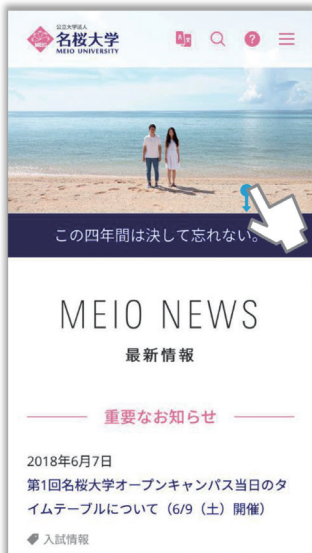 公立大学法人
名桜大学
MEIO UNIVERSITY
この四年間は決して忘れない。
MEIO NEWS
最新情報
重要なお知らせ
2018年6月7日
第1回名桜大学オープンキャンパス当日のタ
イムテーブルについて（6/9（土）開催）
入試情報